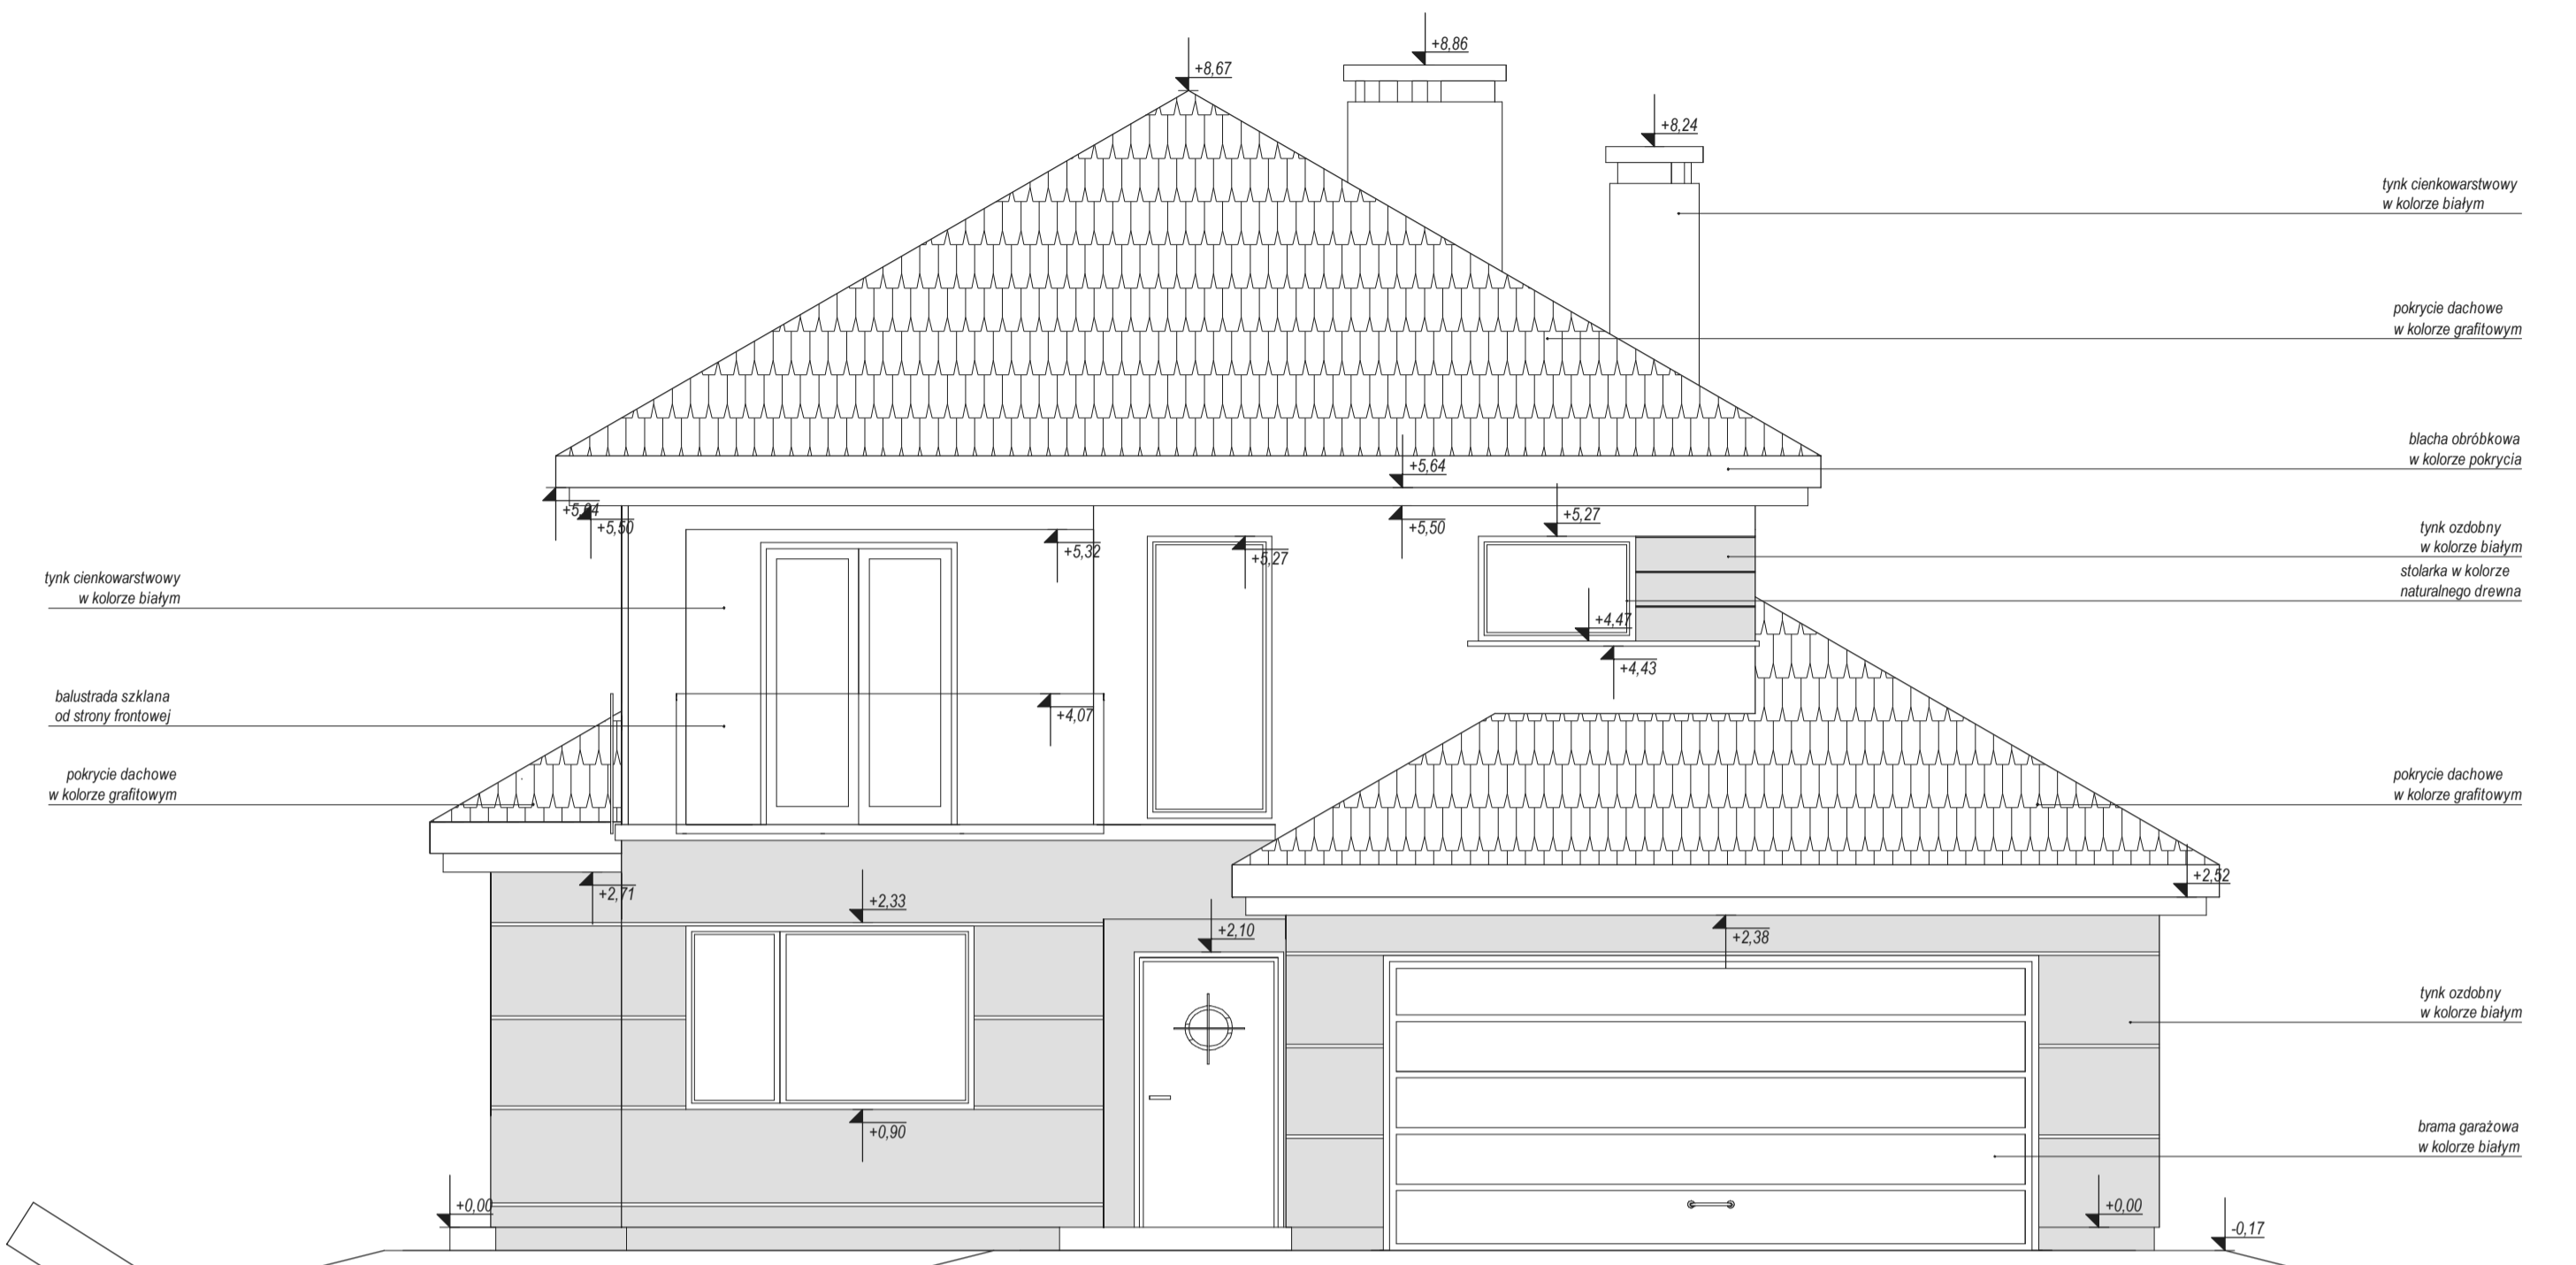 +8,86
+8,67
+8,24
tynk cienkowarstwowy
w kolorze białym
pokrycie dachowe
w kolorze grafitowym
blacha obróbkowa
w kolorze pokrycia
+5,64
+5,64
+5,50
+5,50
+5,27
tynk ozdobny
w kolorze białym
+5,32
+5,27
stolarka w kolorze
naturalnego drewna
tynk cienkowarstwowy
w kolorze białym
+4,47
+4,43
balustrada szklana
od strony frontowej
+4,07
pokrycie dachowe
w kolorze grafitowym
pokrycie dachowe
w kolorze grafitowym
+2,52
+2,71
+2,33
+2,10
+2,38
tynk ozdobny
w kolorze białym
+0,90
brama garażowa
w kolorze białym
+0,00
+0,00
-0,17